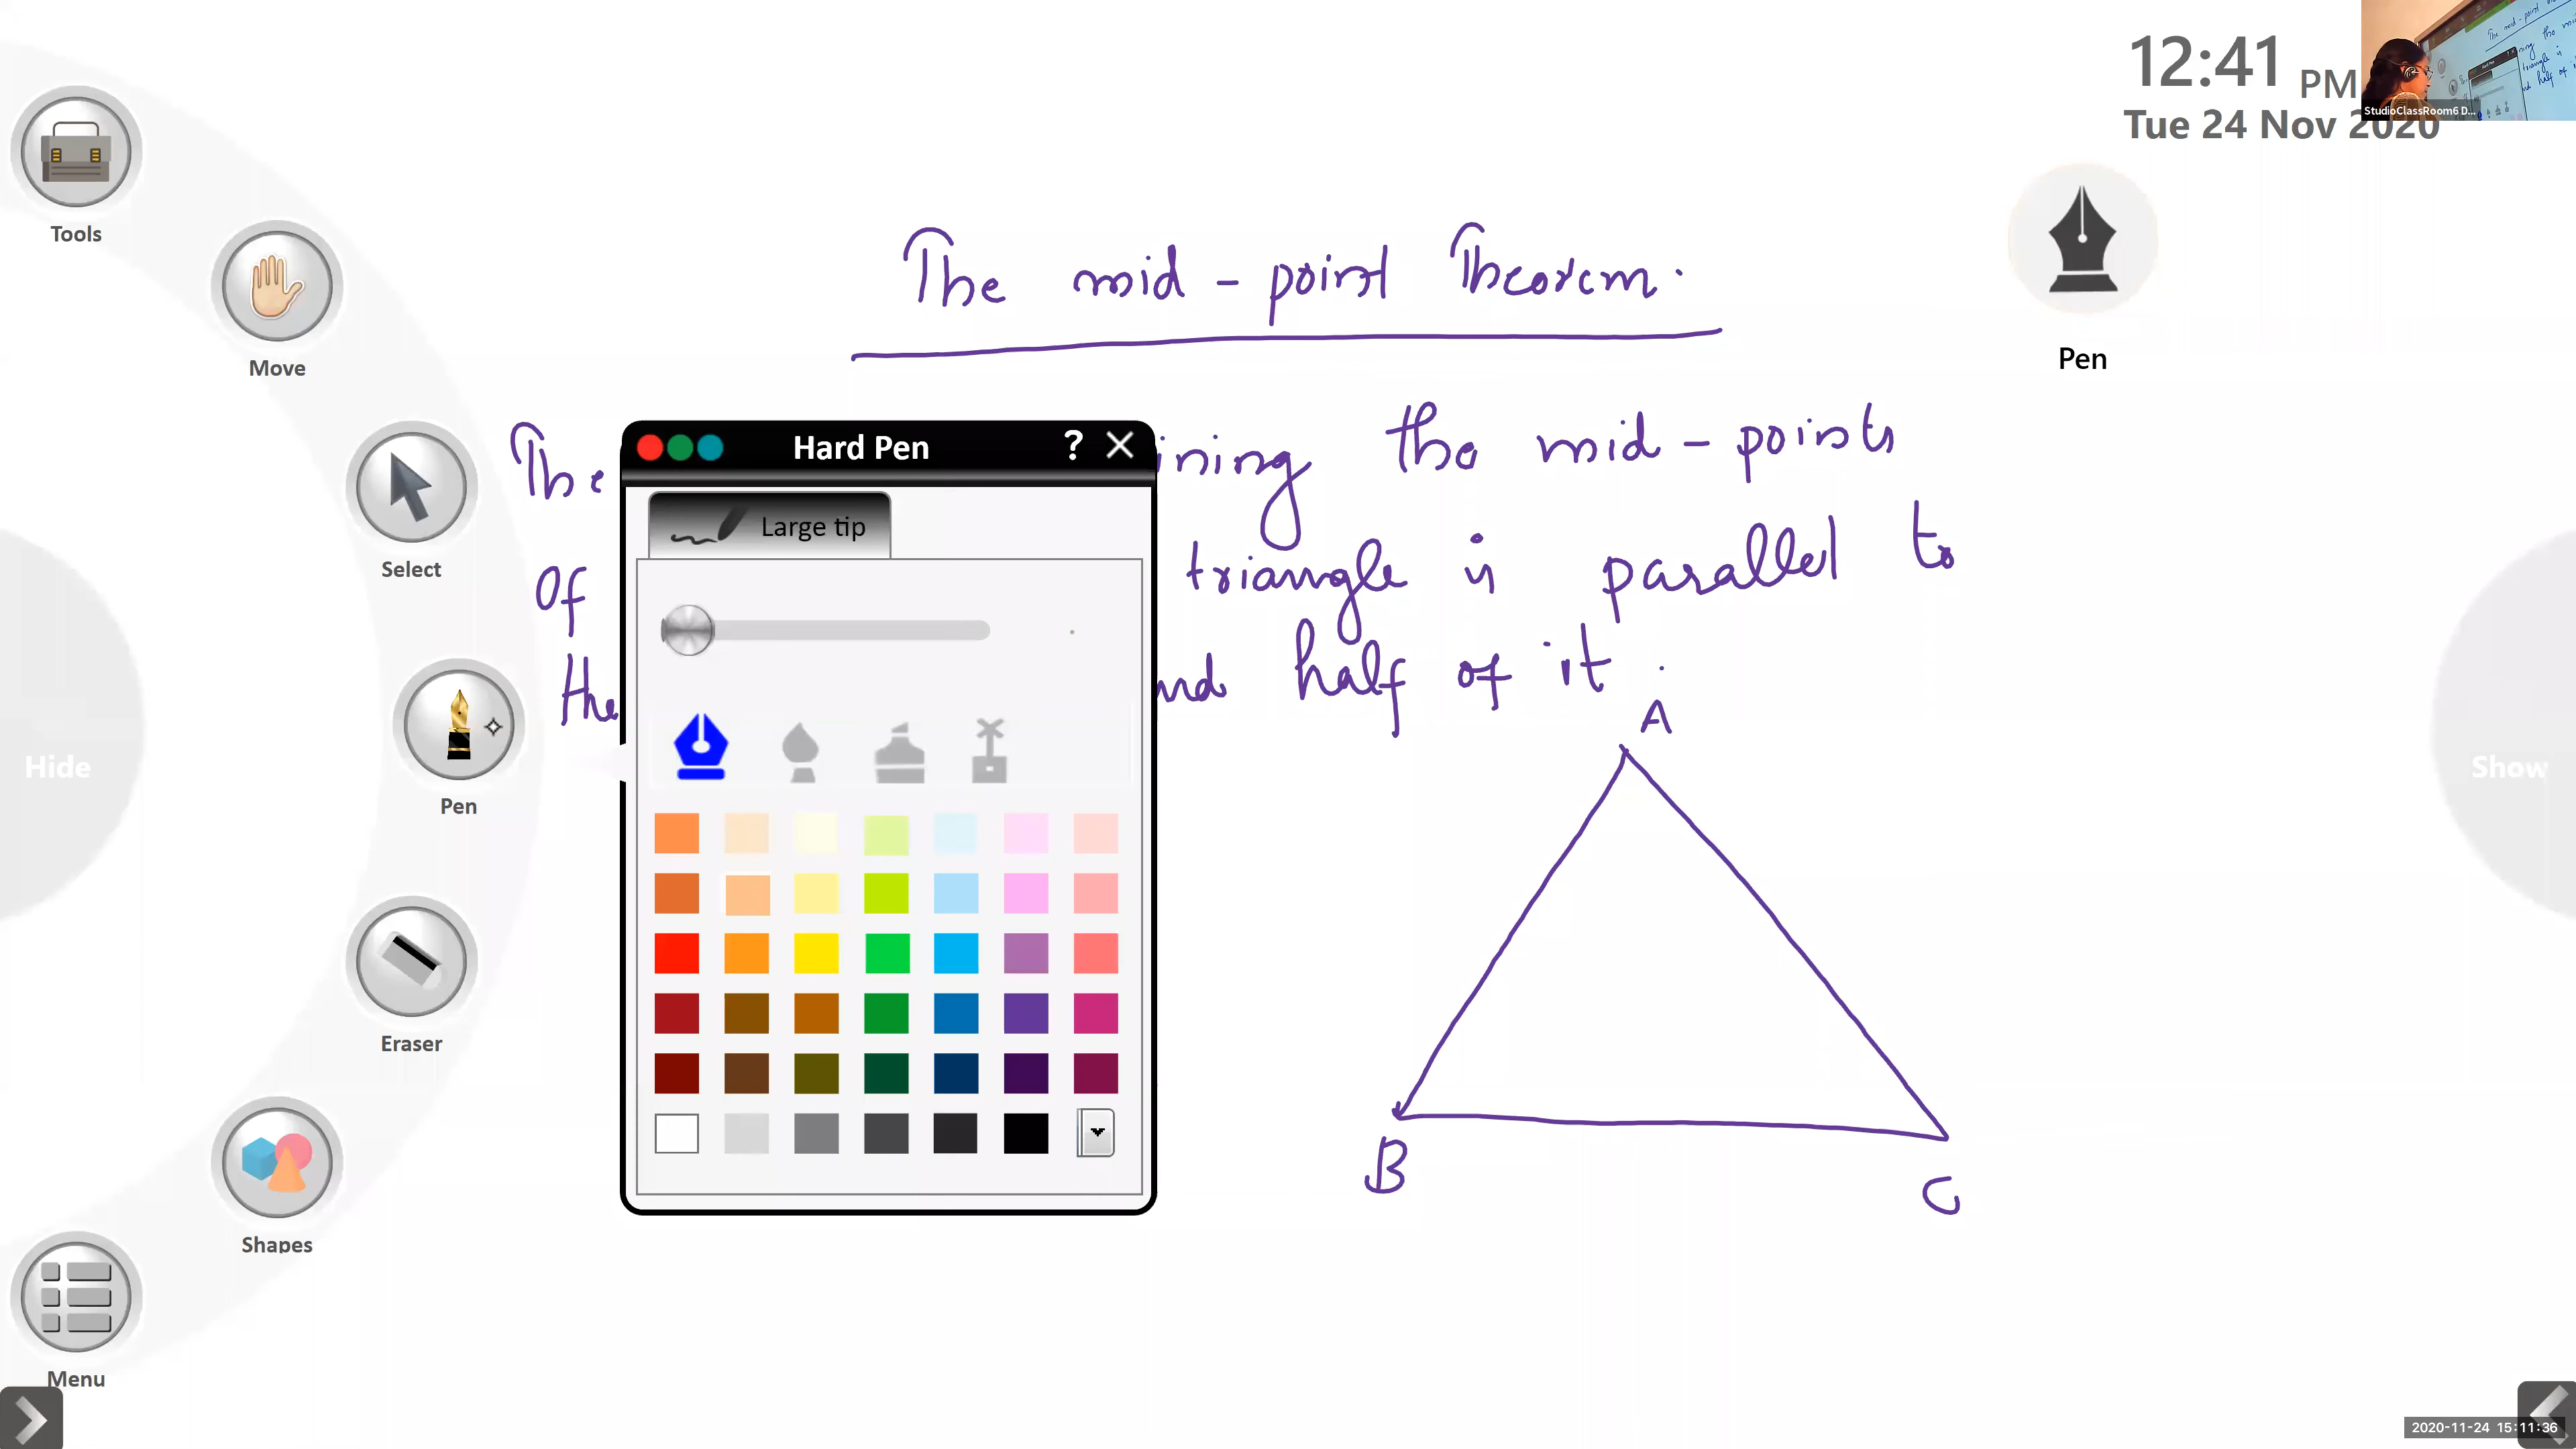 12:41 PM
Tue 24 Nov 2020
StudioClassRoom6 D...
Tools
Move
Select
Pen
Eraser
Shapes
Menu
Hide
Show
Pen
The mid - point Theorem.
Hard Pen ? X
Large tip
The ining the mid - points
Of triangle is parallel to
the nd half of it .
A
B
C
2020-11-24 15:11:36